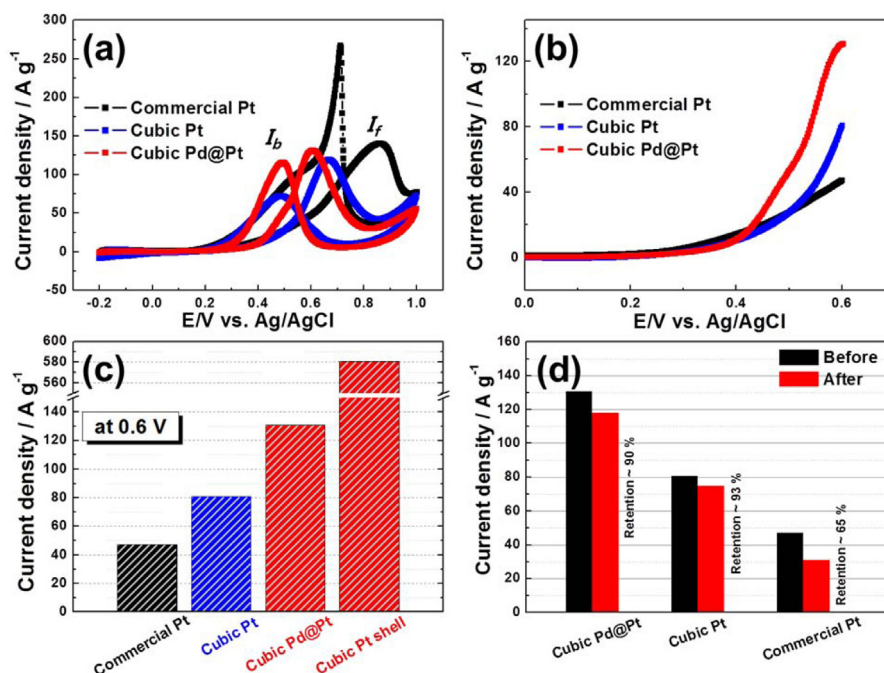 300
250
200
150
100
50
0
-50
Current density / A g⁻¹
(a)
Commercial Pt
Cubic Pt
Cubic Pd@Pt
I_b
I_f
-0.2 0.0 0.2 0.4 0.6 0.8 1.0
E/V vs. Ag/AgCl
120
80
40
0
Current density / A g⁻¹
(b)
Commercial Pt
Cubic Pt
Cubic Pd@Pt
0.0 0.2 0.4 0.6
E/V vs. Ag/AgCl
600
580
560
140
120
100
80
60
40
20
0
Current density / A g⁻¹
(c)
at 0.6 V
Commercial Pt
Cubic Pt
Cubic Pd@Pt
Cubic Pt shell
160
140
120
100
80
60
40
20
0
Current density / A g⁻¹
(d)
Before
After
Retention ~ 90 %
Retention ~ 93 %
Retention ~ 65 %
Cubic Pd@Pt
Cubic Pt
Commercial Pt